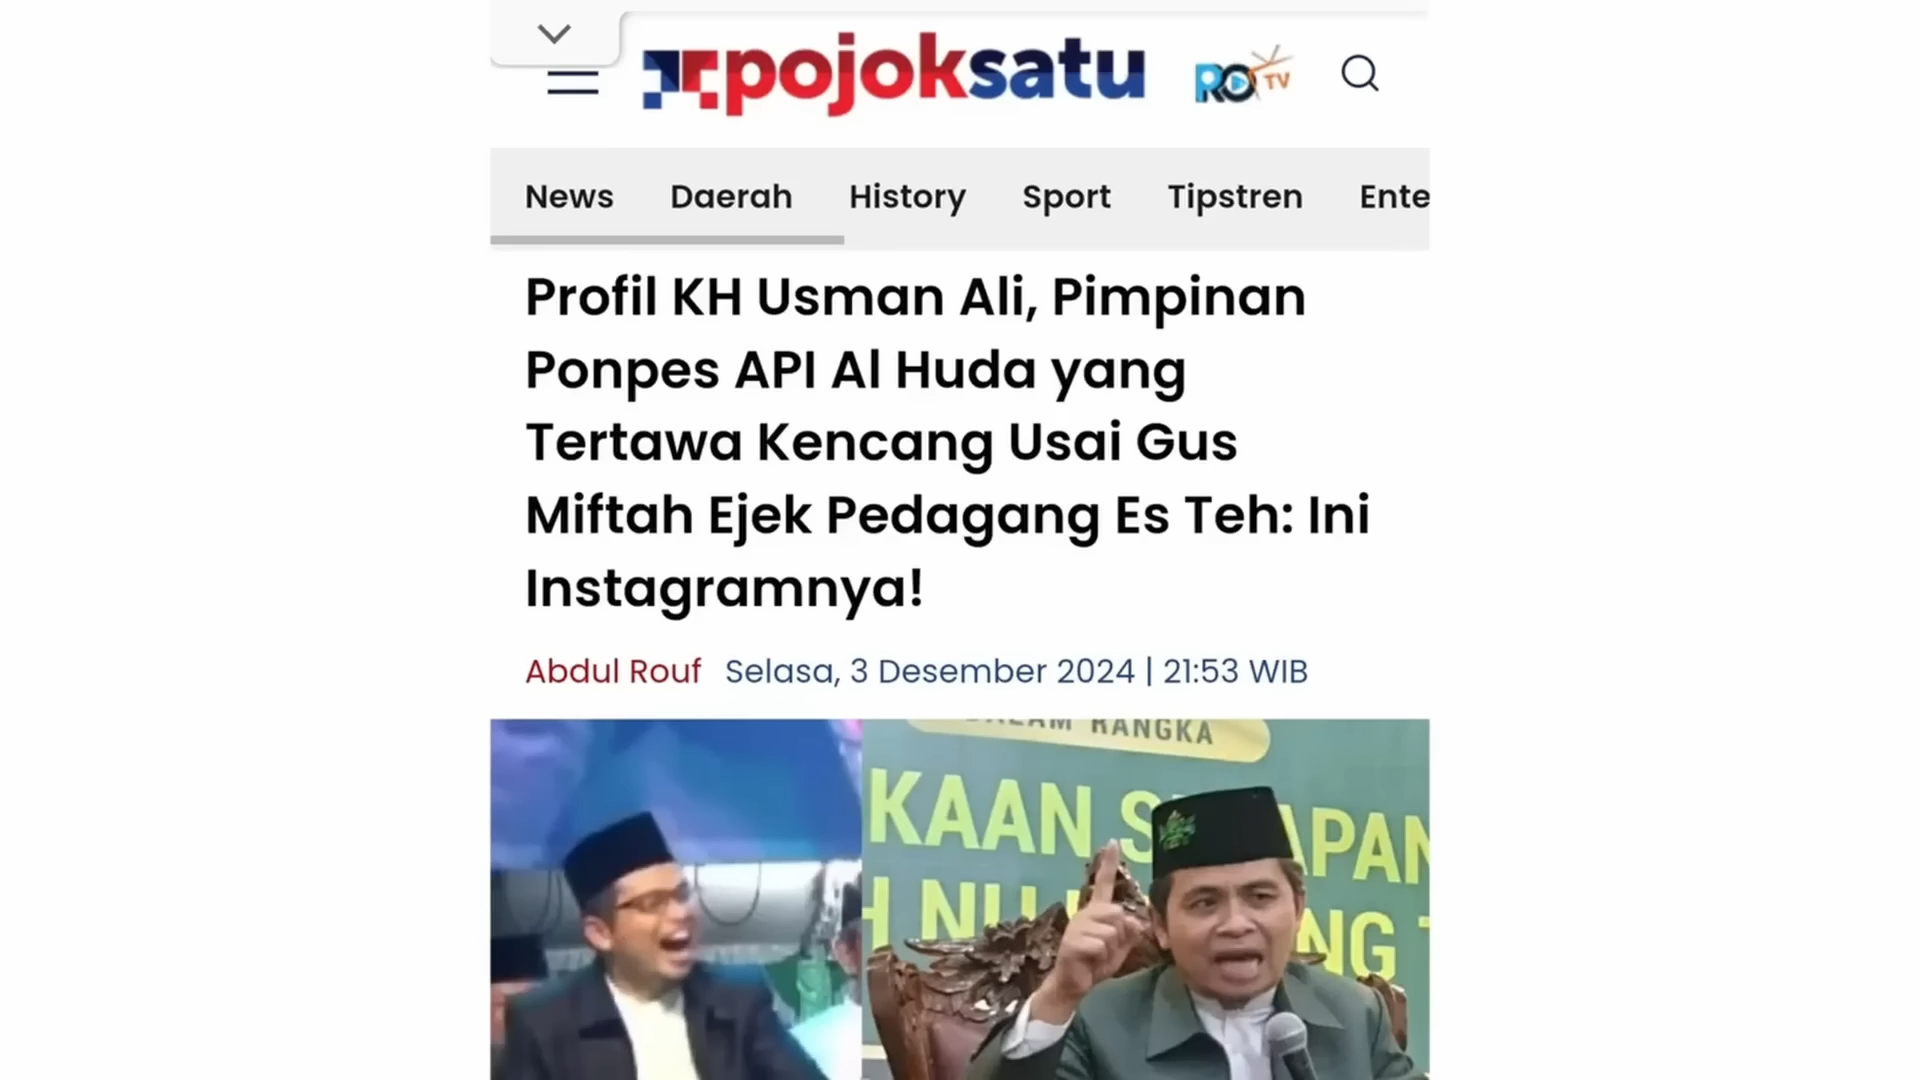 pojoksatu
RO TV
News Daerah History Sport Tipstren Ente
Profil KH Usman Ali, Pimpinan
Ponpes API Al Huda yang
Tertawa Kencang Usai Gus
Miftah Ejek Pedagang Es Teh: Ini
Instagramnya!
Abdul Rouf Selasa, 3 Desember 2024 | 21:53 WIB
RANGKA
KAAN
NU